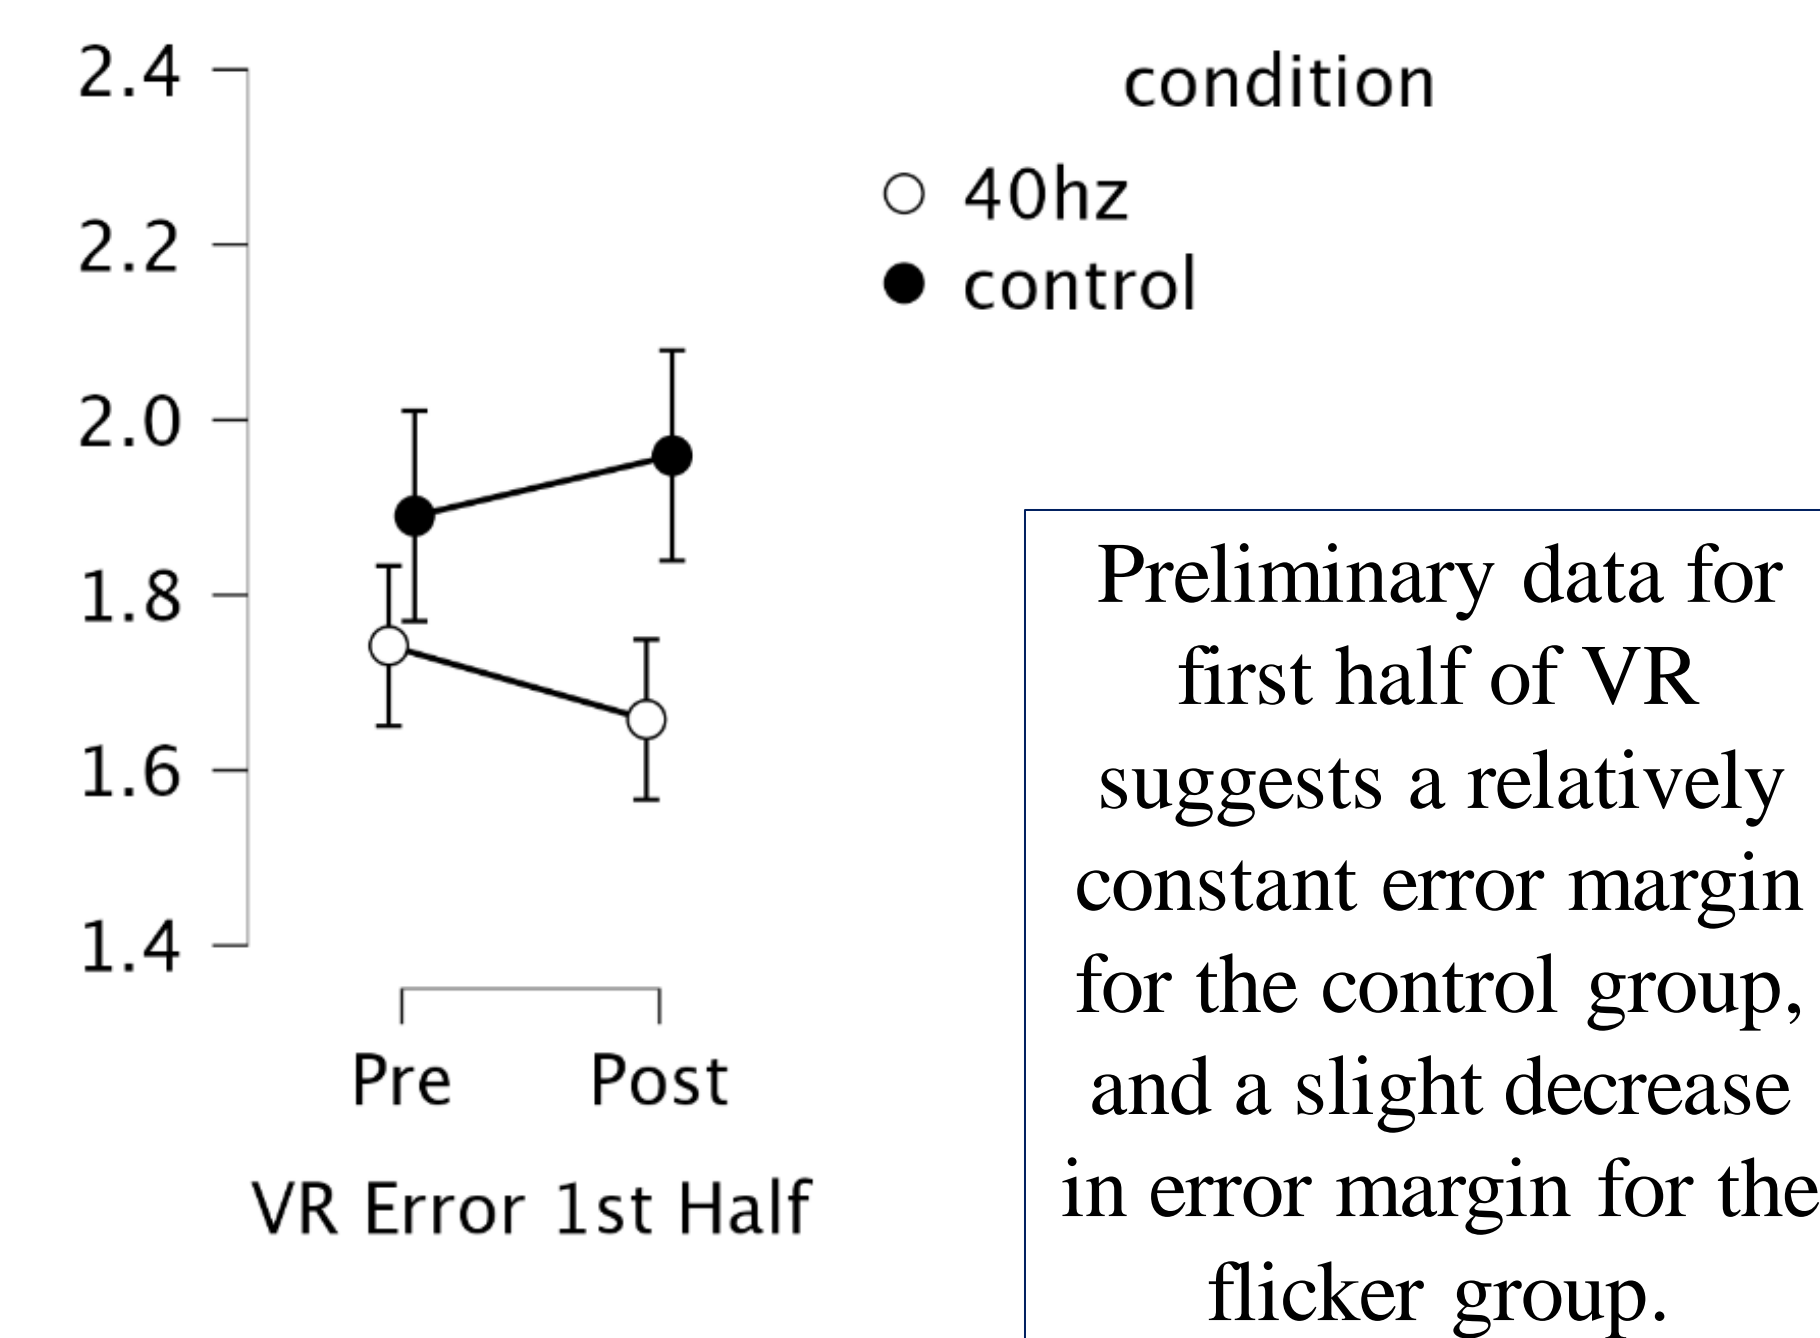 2.4
2.2
2.0
1.8
1.6
1.4
Pre Post
VR Error 1st Half
condition
40hz
control
Preliminary data for
first half of VR
suggests a relatively
constant error margin
for the control group,
and a slight decrease
in error margin for the
flicker group.